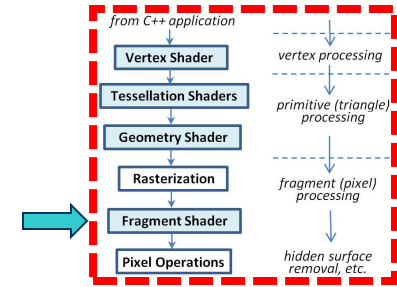 from C++ application
Vertex Shader
Tessellation Shaders
Geometry Shader
Rasterization
Fragment Shader
Pixel Operations
vertex processing
primitive (triangle)
processing
fragment (pixel)
processing
hidden surface
removal, etc.